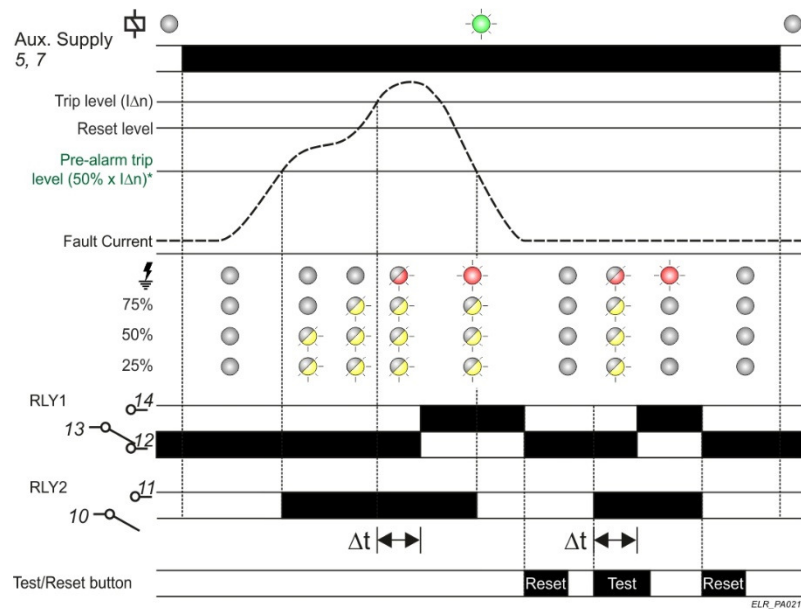 Aux. Supply
5, 7
Trip level (IΔn)
Reset level
Pre-alarm trip
level (50% x IΔn)*
Fault Current
75%
50%
25%
RLY1
14
13
12
RLY2
11
10
Δt
Δt
Test/Reset button
Reset
Test
Reset
ELR_PA021